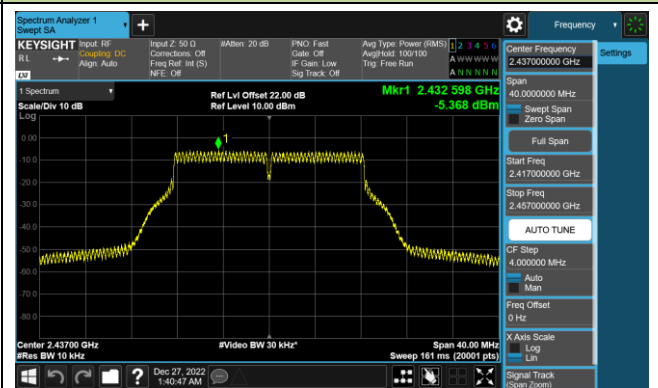 Spectrum Analyzer 1
Swept SA
+
Frequency
KEYSIGHT
RL
LXI
Input: RF
Coupling: DC
Align: Auto
Input Z: 50 Ω
Corrections: Off
Freq Ref: Int (S)
NFE: Off
#Atten: 20 dB
PNO: Fast
Gate: Off
IF Gain: Low
Sig Track: Off
Avg Type: Power (RMS)
Avg|Hold: 100/100
Trig: Free Run
1 2 3 4 5 6
A W W W W W
A N N N N N
Center Frequency
2.437000000 GHz
Settings
Span
40.0000000 MHz
Swept Span
Zero Span
Full Span
Start Freq
2.417000000 GHz
Stop Freq
2.457000000 GHz
AUTO TUNE
CF Step
4.000000 MHz
Auto
Man
Freq Offset
0 Hz
X Axis Scale
Log
Lin
Signal Track
(Span Zoom)
1 Spectrum
Scale/Div 10 dB
Log
Ref Lvl Offset 22.00 dB
Ref Level 10.00 dBm
Mkr1 2.432 598 GHz
-5.368 dBm
1
0.00
-10.0
-20.0
-30.0
-40.0
-50.0
-60.0
-70.0
-80.0
Center 2.43700 GHz
#Res BW 10 kHz
#Video BW 30 kHz*
Span 40.00 MHz
Sweep 161 ms (20001 pts)
?
Dec 27, 2022
1:40:47 AM